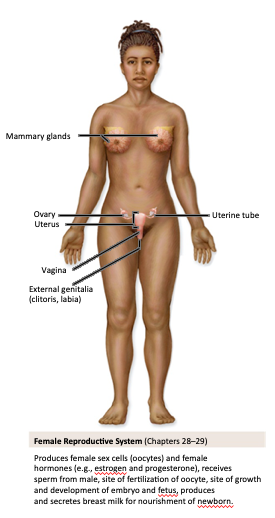 Mammary glands
Ovary
Uterine tube
Uterus
Vagina
External genitalia
(clitoris, labia)
Female Reproductive System (Chapters 28–29)
Produces female sex cells (oocytes) and female
hormones (e.g., estrogen and progesterone), receives
sperm from male, site of fertilization of oocyte, site of growth
and development of embryo and fetus, produces
and secretes breast milk for nourishment of newborn.